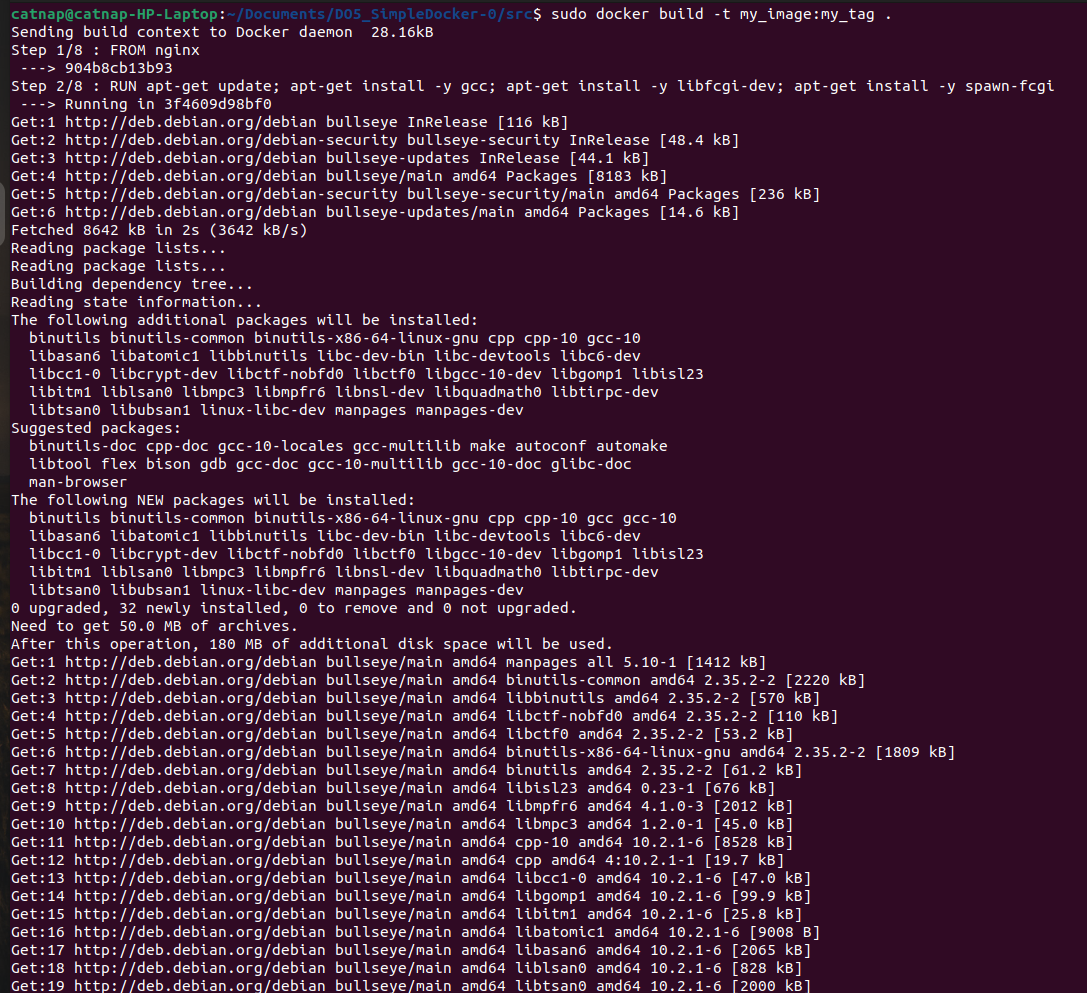 catnap@catnap-HP-Laptop:~/Documents/DOS_SimpleDocker-0/src$ sudo docker build -t my_image:my_tag .
Sending build context to Docker daemon  28.16kB
Step 1/8 : FROM nginx
 ---> 904b8cb13b93
Step 2/8 : RUN apt-get update; apt-get install -y gcc; apt-get install -y libfcgi-dev; apt-get install -y spawn-fcgi
 ---> Running in 3f4609d98bf0
Get:1 http://deb.debian.org/debian bullseye InRelease [116 kB]
Get:2 http://deb.debian.org/debian-security bullseye-security InRelease [48.4 kB]
Get:3 http://deb.debian.org/debian bullseye-updates InRelease [44.1 kB]
Get:4 http://deb.debian.org/debian bullseye/main amd64 Packages [8183 kB]
Get:5 http://deb.debian.org/debian-security bullseye-security/main amd64 Packages [236 kB]
Get:6 http://deb.debian.org/debian bullseye-updates/main amd64 Packages [14.6 kB]
Fetched 8642 kB in 2s (3642 kB/s)
Reading package lists...
Reading package lists...
Building dependency tree...
Reading state information...
The following additional packages will be installed:
  binutils binutils-common binutils-x86-64-linux-gnu cpp cpp-10 gcc-10
  libasan6 libatomic1 libbinutils libc-dev-bin libc-devtools libc6-dev
  libcc1-0 libcrypt-dev libctf-nobfd0 libctf0 libgcc-10-dev libgomp1 libisl23
  libitm1 liblsan0 libmpc3 libmpfr6 libnsl-dev libquadmath0 libtirpc-dev
  libtsan0 libubsan1 linux-libc-dev manpages manpages-dev
Suggested packages:
  binutils-doc cpp-doc gcc-10-locales gcc-multilib make autoconf automake
  libtool flex bison gdb gcc-doc gcc-10-multilib gcc-10-doc glibc-doc
  man-browser
The following NEW packages will be installed:
  binutils binutils-common binutils-x86-64-linux-gnu cpp cpp-10 gcc gcc-10
  libasan6 libatomic1 libbinutils libc-dev-bin libc-devtools libc6-dev
  libcc1-0 libcrypt-dev libctf-nobfd0 libctf0 libgcc-10-dev libgomp1 libisl23
  libitm1 liblsan0 libmpc3 libmpfr6 libnsl-dev libquadmath0 libtirpc-dev
  libtsan0 libubsan1 linux-libc-dev manpages manpages-dev
0 upgraded, 32 newly installed, 0 to remove and 0 not upgraded.
Need to get 50.0 MB of archives.
After this operation, 180 MB of additional disk space will be used.
Get:1 http://deb.debian.org/debian bullseye/main amd64 manpages all 5.10-1 [1412 kB]
Get:2 http://deb.debian.org/debian bullseye/main amd64 binutils-common amd64 2.35.2-2 [2220 kB]
Get:3 http://deb.debian.org/debian bullseye/main amd64 libbinutils amd64 2.35.2-2 [570 kB]
Get:4 http://deb.debian.org/debian bullseye/main amd64 libctf-nobfd0 amd64 2.35.2-2 [110 kB]
Get:5 http://deb.debian.org/debian bullseye/main amd64 libctf0 amd64 2.35.2-2 [53.2 kB]
Get:6 http://deb.debian.org/debian bullseye/main amd64 binutils-x86-64-linux-gnu amd64 2.35.2-2 [1809 kB]
Get:7 http://deb.debian.org/debian bullseye/main amd64 binutils amd64 2.35.2-2 [61.2 kB]
Get:8 http://deb.debian.org/debian bullseye/main amd64 libisl23 amd64 0.23-1 [676 kB]
Get:9 http://deb.debian.org/debian bullseye/main amd64 libmpfr6 amd64 4.1.0-3 [2012 kB]
Get:10 http://deb.debian.org/debian bullseye/main amd64 libmpc3 amd64 1.2.0-1 [45.0 kB]
Get:11 http://deb.debian.org/debian bullseye/main amd64 cpp-10 amd64 10.2.1-6 [8528 kB]
Get:12 http://deb.debian.org/debian bullseye/main amd64 cpp amd64 4:10.2.1-1 [19.7 kB]
Get:13 http://deb.debian.org/debian bullseye/main amd64 libcc1-0 amd64 10.2.1-6 [47.0 kB]
Get:14 http://deb.debian.org/debian bullseye/main amd64 libgomp1 amd64 10.2.1-6 [99.9 kB]
Get:15 http://deb.debian.org/debian bullseye/main amd64 libitm1 amd64 10.2.1-6 [25.8 kB]
Get:16 http://deb.debian.org/debian bullseye/main amd64 libatomic1 amd64 10.2.1-6 [9008 B]
Get:17 http://deb.debian.org/debian bullseye/main amd64 libasan6 amd64 10.2.1-6 [2065 kB]
Get:18 http://deb.debian.org/debian bullseye/main amd64 liblsan0 amd64 10.2.1-6 [828 kB]
Get:19 http://deb.debian.org/debian bullseye/main amd64 libtsan0 amd64 10.2.1-6 [2000 kB]